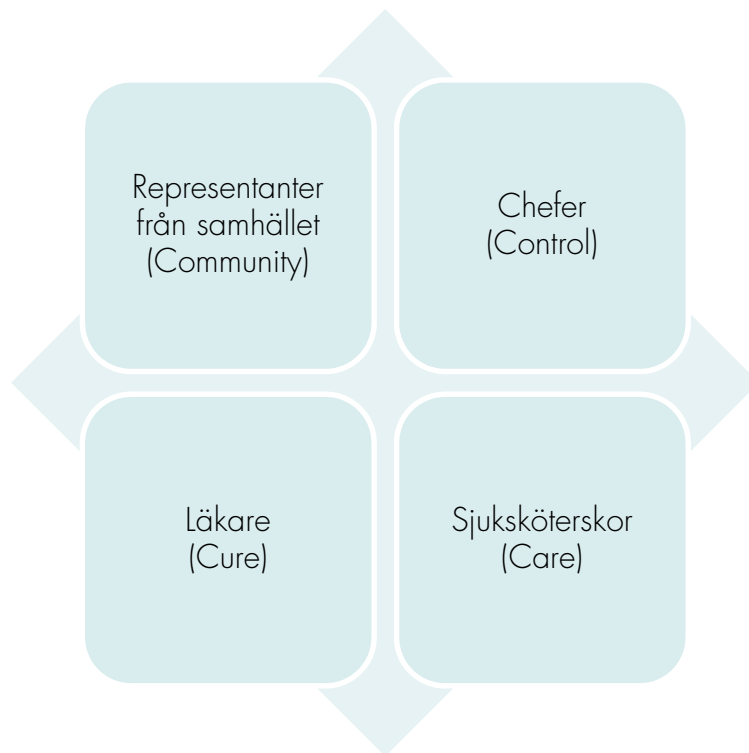 Representanter
från samhället
(Community)
Chefer
(Control)
Läkare
(Cure)
Sjuksköterskor
(Care)